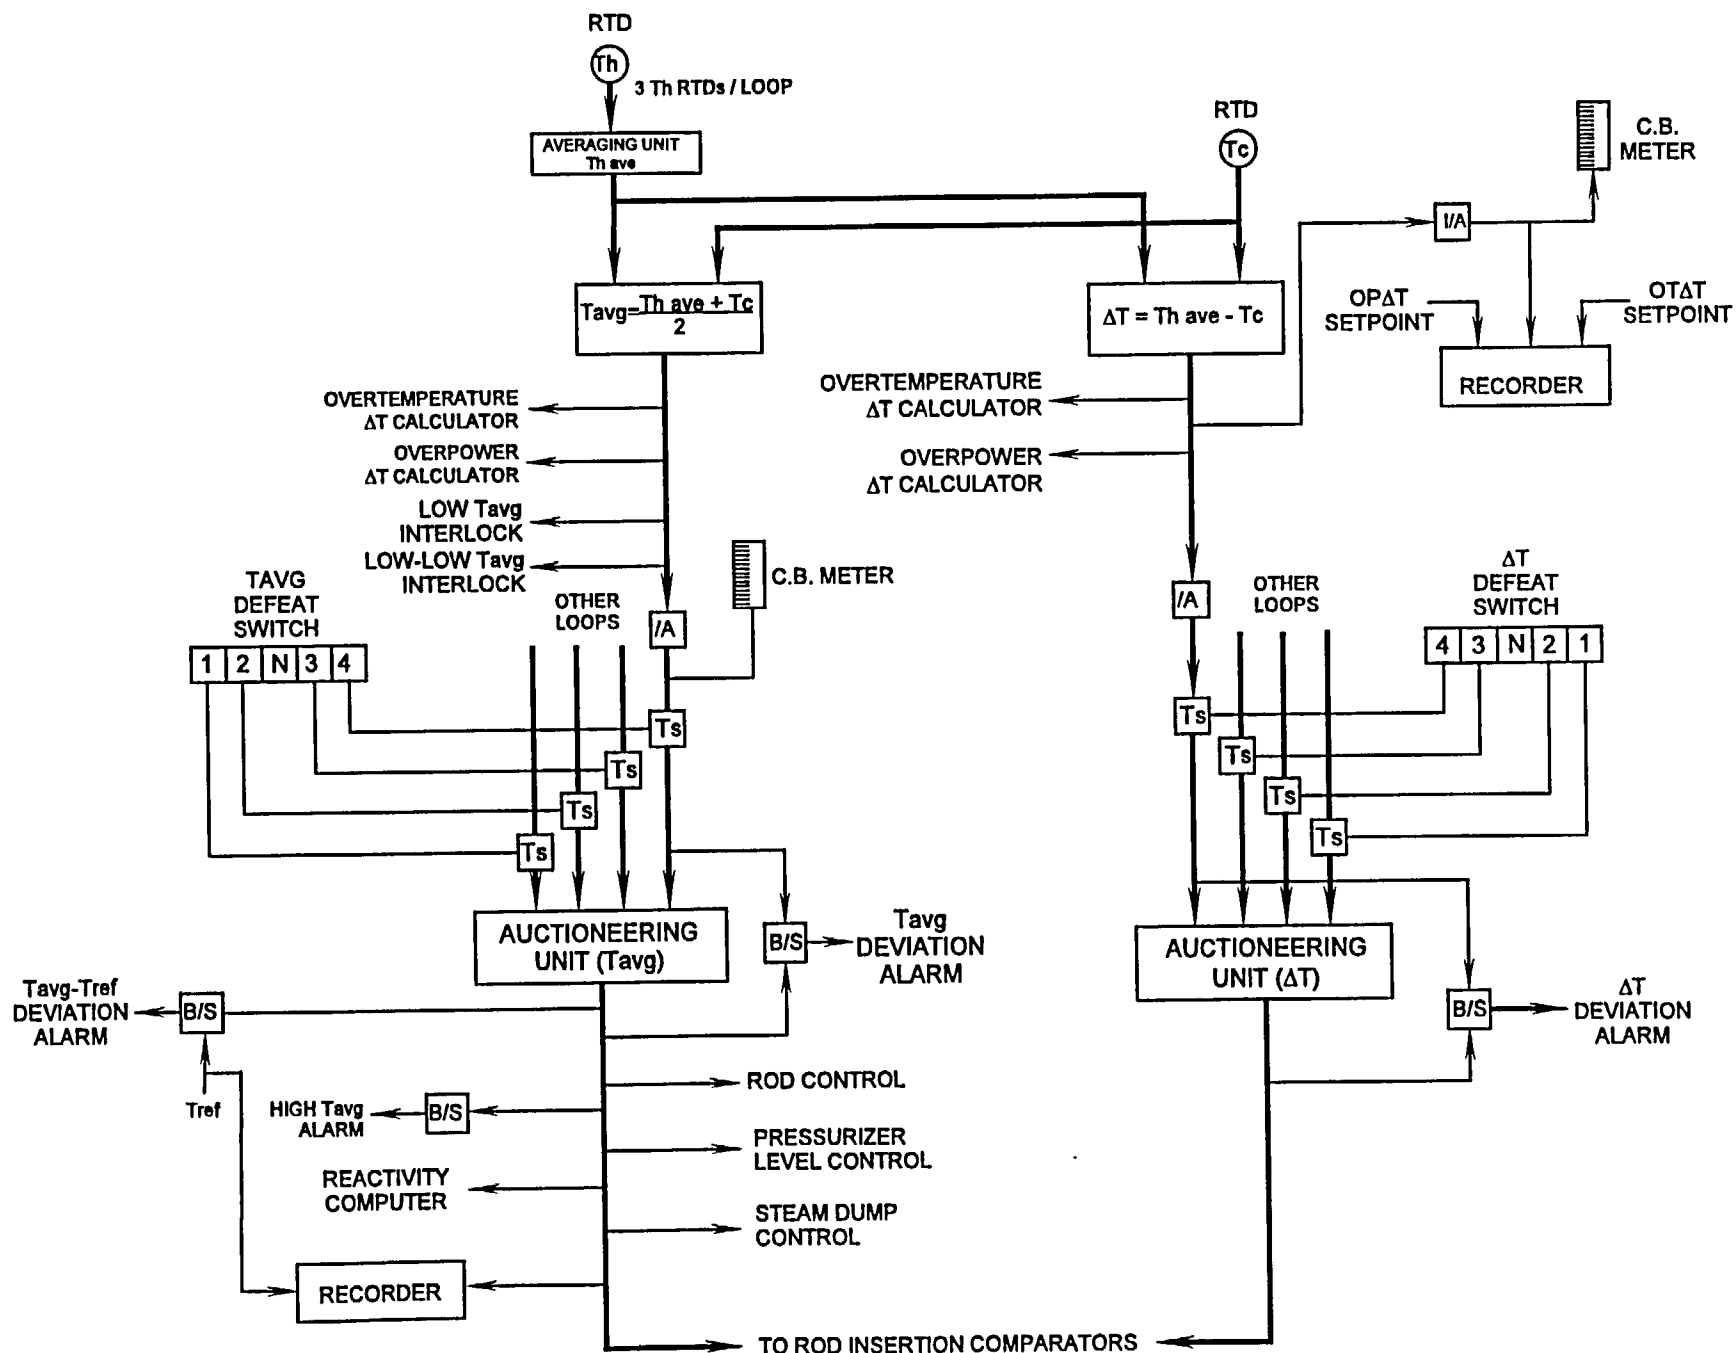 RTD
Th
3 Th RTDs / LOOP
AVERAGING UNIT
Th ave
RTD
Tc
C.B.
METER
I/A
OPΔT
SETPOINT
OTΔT
SETPOINT
RECORDER
Tavg=Th ave + Tc
2
ΔT = Th ave - Tc
OVERTEMPERATURE
ΔT CALCULATOR
OVERPOWER
ΔT CALCULATOR
LOW Tavg
INTERLOCK
LOW-LOW Tavg
INTERLOCK
OVERTEMPERATURE
ΔT CALCULATOR
OVERPOWER
ΔT CALCULATOR
C.B. METER
TAVG
DEFEAT
SWITCH
1 2 N 3 4
OTHER
LOOPS
/A
Ts
Ts
Ts
Ts
/A
OTHER
LOOPS
ΔT
DEFEAT
SWITCH
4 3 N 2 1
Ts
Ts
Ts
Ts
AUCTIONEERING
UNIT (Tavg)
B/S
Tavg
DEVIATION
ALARM
AUCTIONEERING
UNIT (ΔT)
B/S
ΔT
DEVIATION
ALARM
Tavg-Tref
DEVIATION
ALARM
B/S
Tref
ROD CONTROL
HIGH Tavg
ALARM
B/S
PRESSURIZER
LEVEL CONTROL
REACTIVITY
COMPUTER
STEAM DUMP
CONTROL
RECORDER
TO ROD INSERTION COMPARATORS